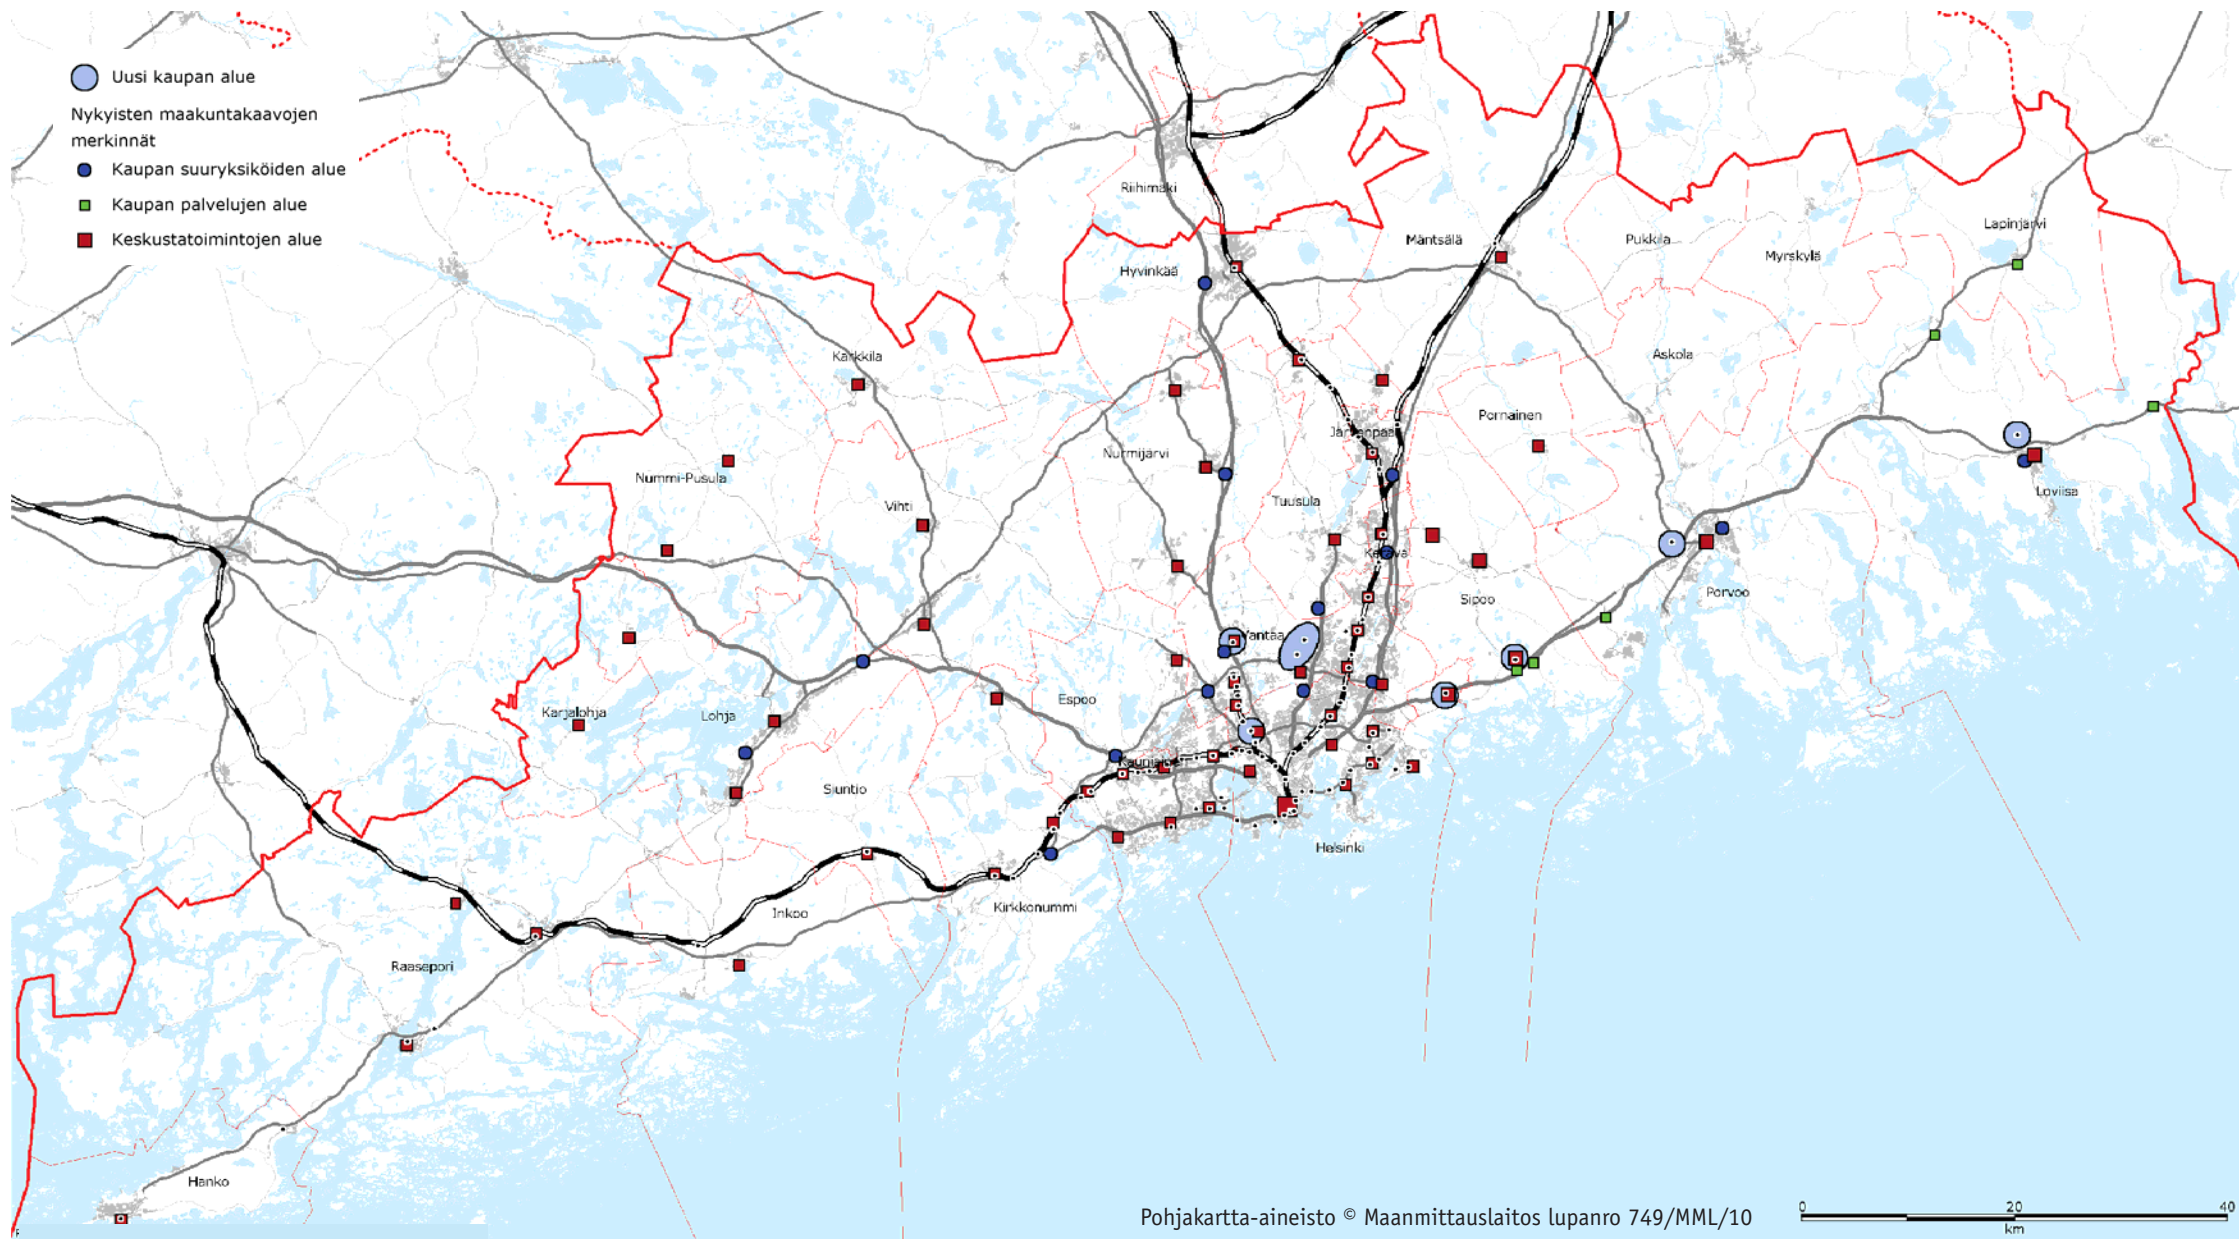 Uusi kaupan alue
Nykyisten maakuntakaavojen
merkinnät
Kaupan suuryksiköiden alue
Kaupan palvelujen alue
Keskustatoimintojen alue
Riihimäki
Hyvinkää
Mäntsälä
Pukkila
Myrskylä
Lapinjärvi
Karkkila
Askola
Pornainen
Järvenpää
Nurmijärvi
Nummi-Pusula
Vihti
Tuusula
Loviisa
Kerava
Sipoo
Porvoo
Vantaa
Espoo
Karjalohja
Lohja
Kauniainen
Siuntio
Helsinki
Inkoo
Kirkkonummi
Raasepori
Hanko
Pohjakartta-aineisto © Maanmittauslaitos lupanro 749/MML/10
0 20 40
km